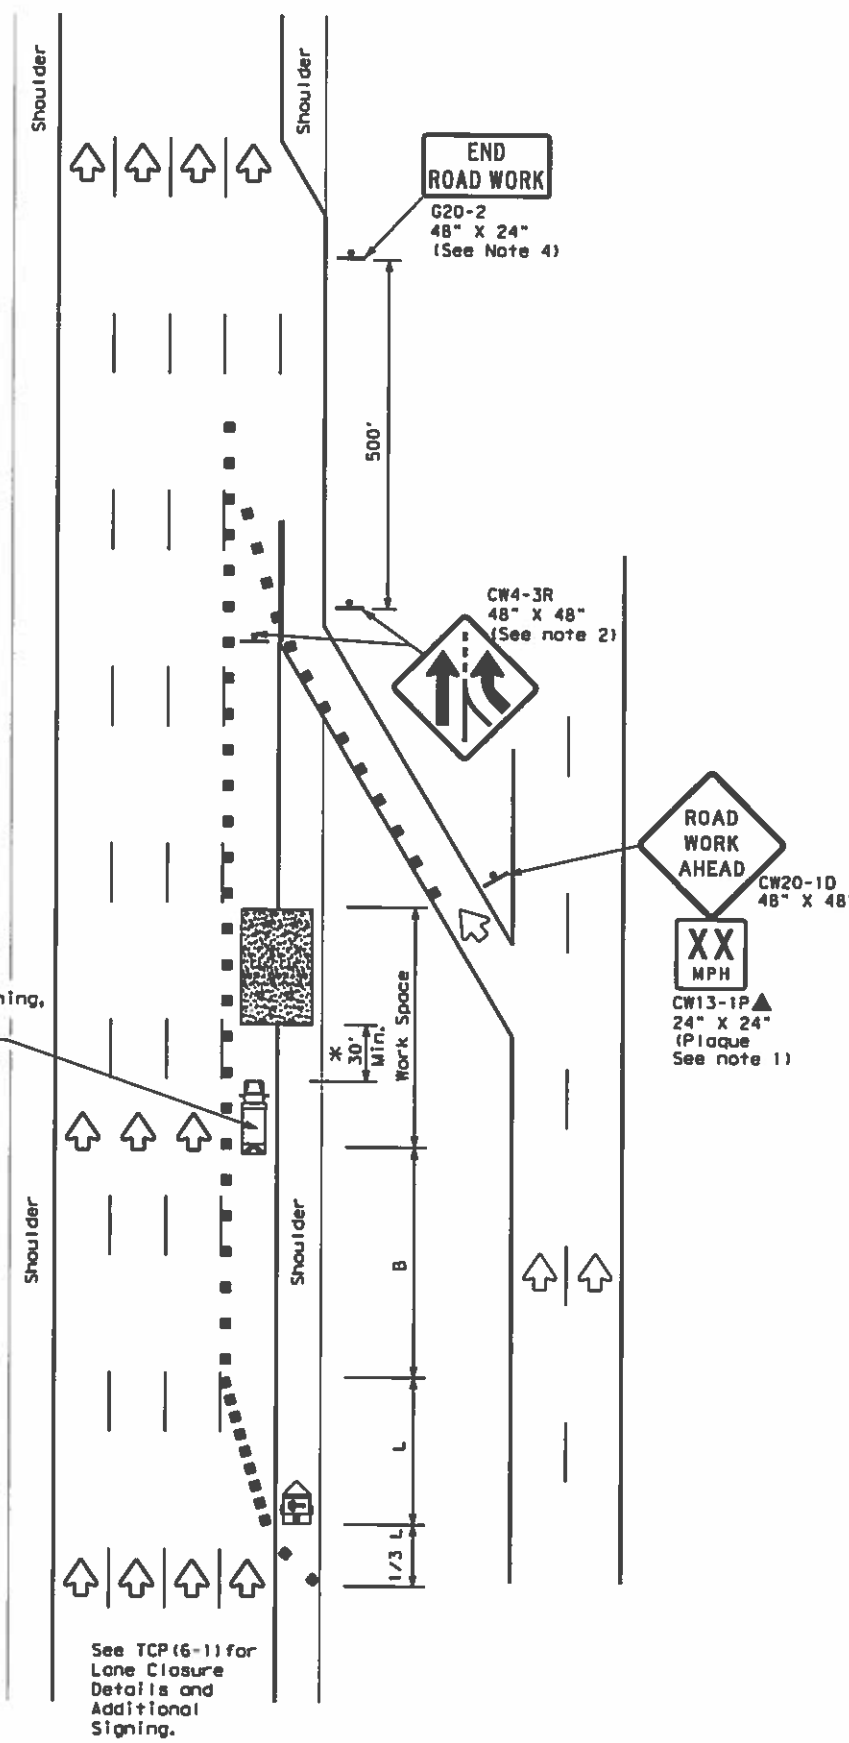 Shoulder
Shoulder
END
ROAD WORK
G20-2
48" X 24"
(See Note 4)
500'
CW4-3R
48" X 48"
(See note 2)
ROAD
WORK
AHEAD
CW20-1D
48" X 48"
XX
MPH
CW13-1P▲
24" X 24"
(Plaque
See note 1)
*
30'
Min.
Work Space
Shoulder
Shoulder
B
L
1/3 L
See TCP(6-1)for
Lane Closure
Details and
Additional
Signing.